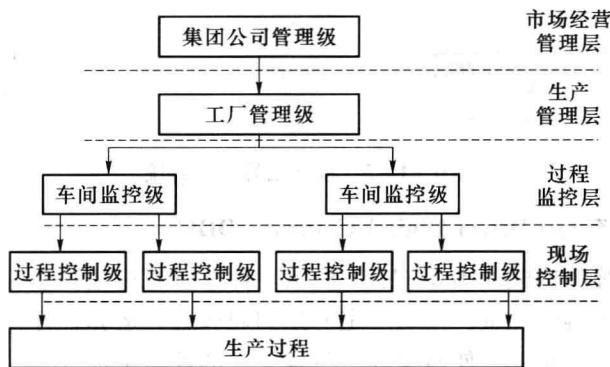 集团公司管理级
市场经营
管理层
工厂管理级
生产
管理层
车间监控级
车间监控级
过程
监控层
过程控制级
过程控制级
过程控制级
过程控制级
现场
控制层
生产过程